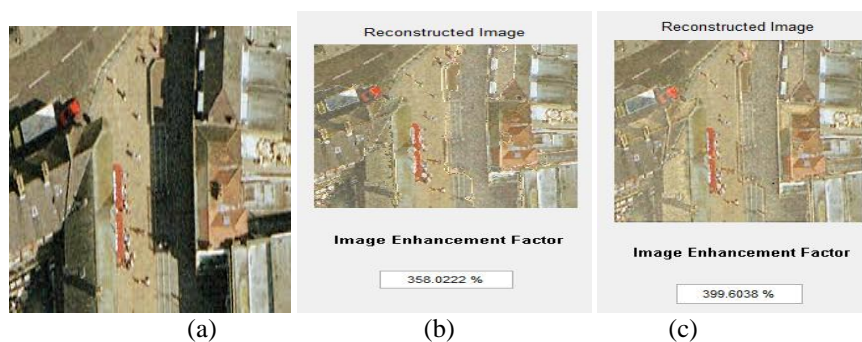 Reconstructed Image
Reconstructed Image
Image Enhancement Factor
Image Enhancement Factor
358.0222 %
399.6038 %
(a)
(b)
(c)